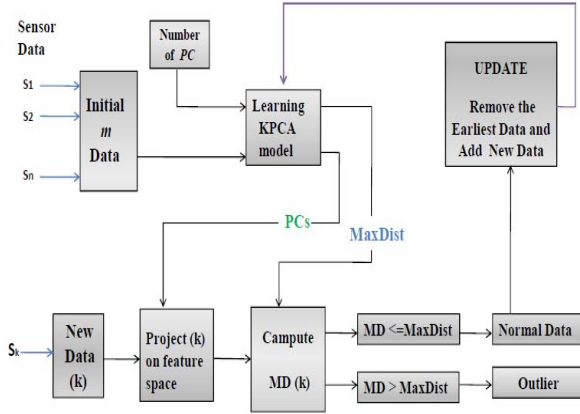 Sensor
Data
S1
S2
Sn
Initial
m
Data
Number
of PC
Learning
KPCA
model
UPDATE
Remove the
Earliest Data and
Add New Data
PCs
MaxDist
Sk
New
Data
(k)
Project (k)
on feature
space
Campute
MD (k)
MD <=MaxDist
Normal Data
MD > MaxDist
Outlier